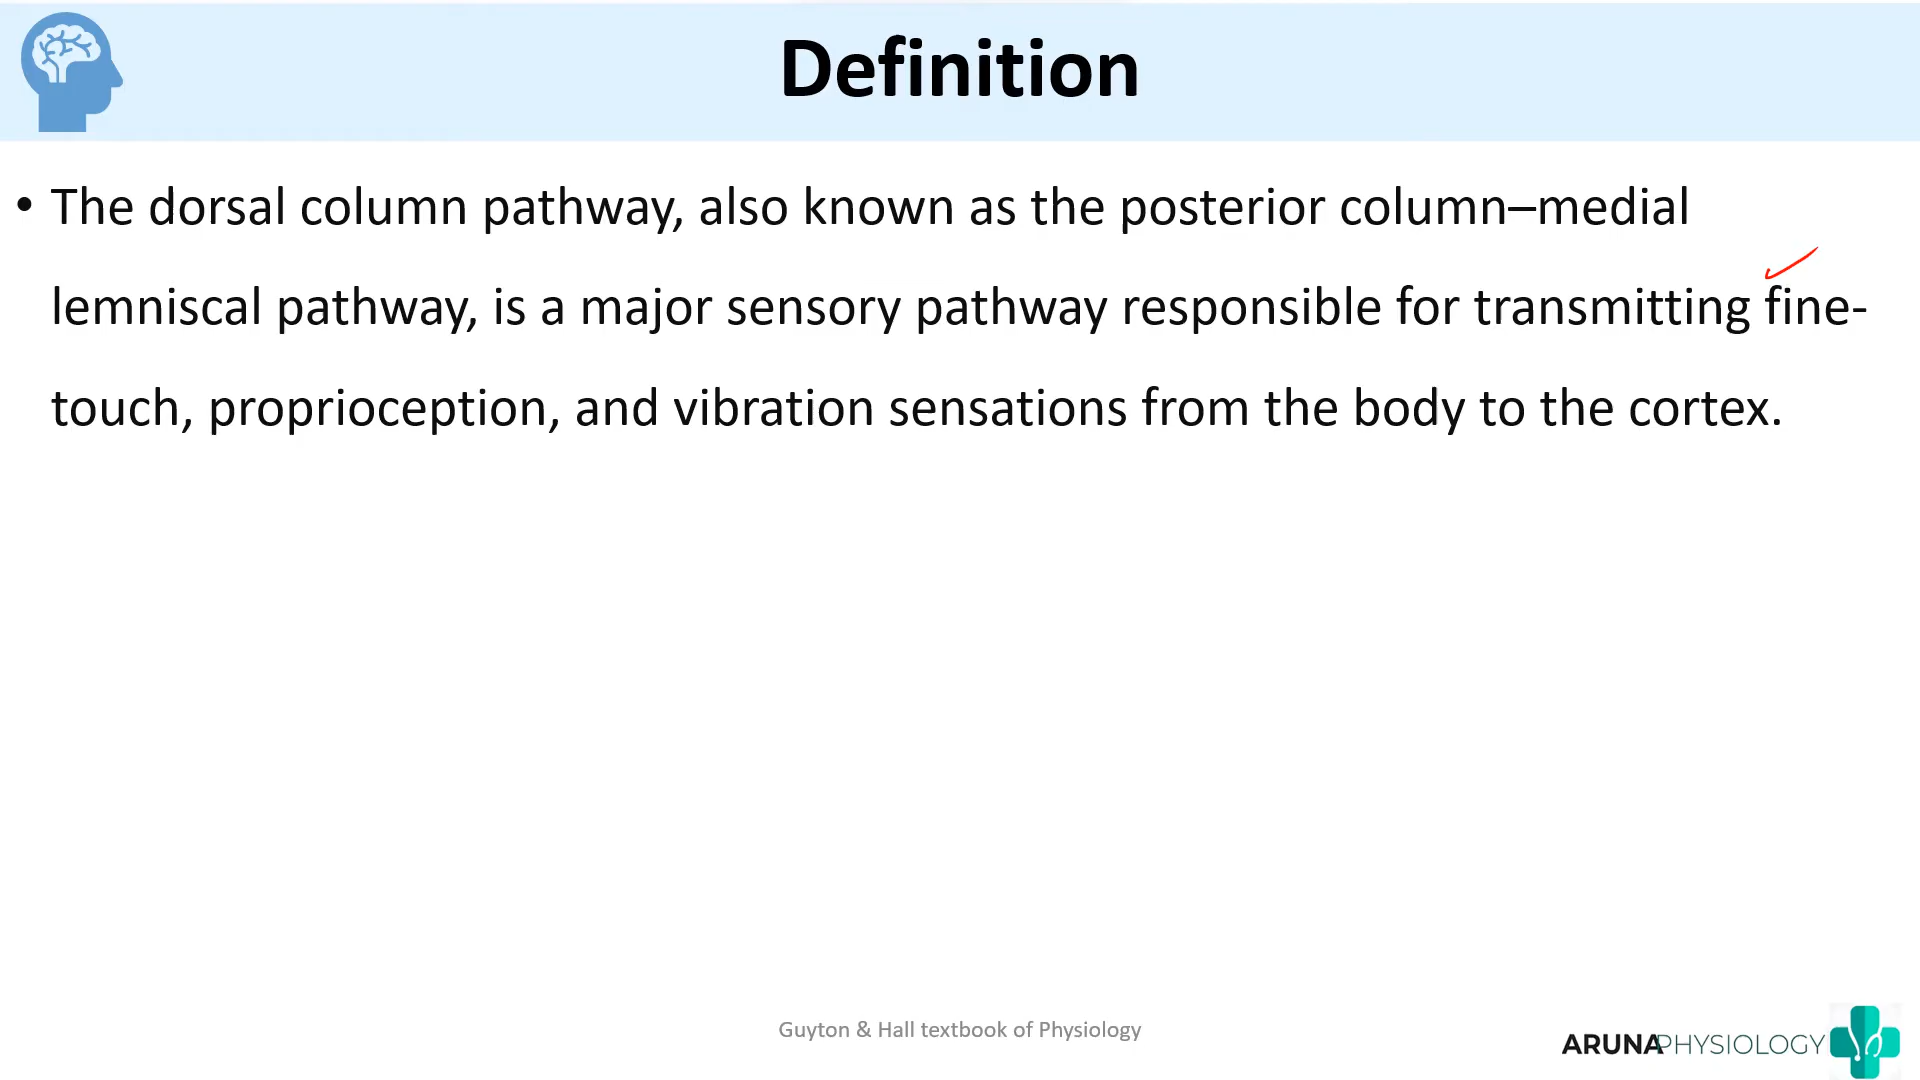 Definition
• The dorsal column pathway, also known as the posterior column–medial
lemniscal pathway, is a major sensory pathway responsible for transmitting fine-
touch, proprioception, and vibration sensations from the body to the cortex.
Guyton & Hall textbook of Physiology
ARUNAPHYSIOLOGY